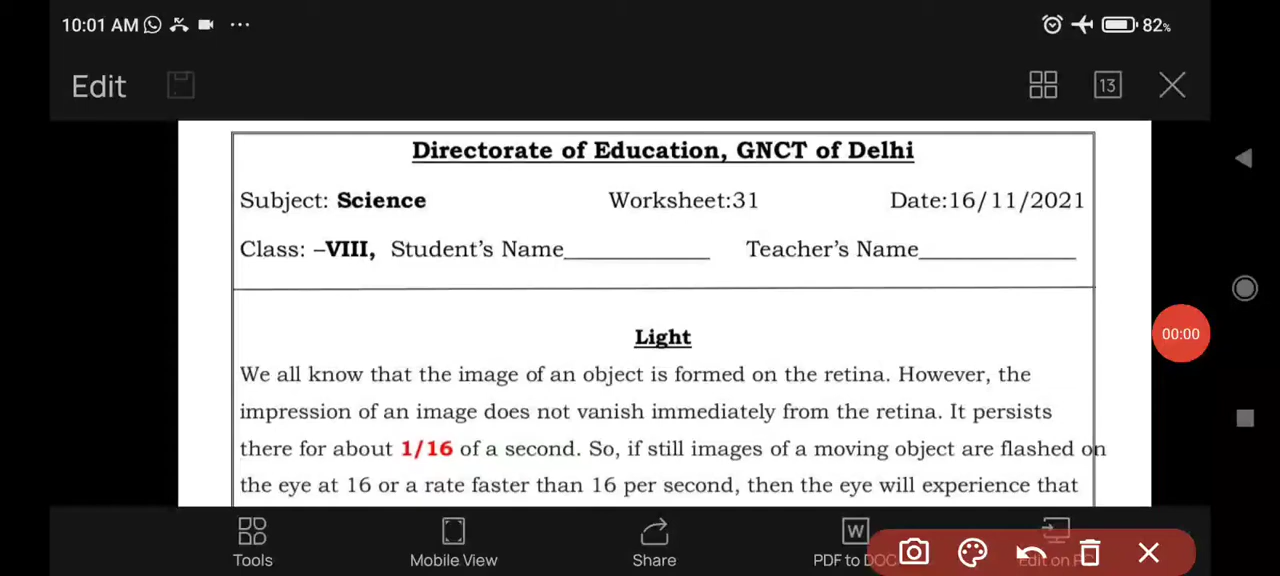 10:01 AM ... 82%
Edit 13
Directorate of Education, GNCT of Delhi
Subject: Science Worksheet:31 Date:16/11/2021
Class: –VIII, Student's Name___________ Teacher's Name____________
Light
We all know that the image of an object is formed on the retina. However, the
impression of an image does not vanish immediately from the retina. It persists
there for about 1/16 of a second. So, if still images of a moving object are flashed on
the eye at 16 or a rate faster than 16 per second, then the eye will experience that
00:00
W
Tools Mobile View Share PDF to DOC Edit on PC